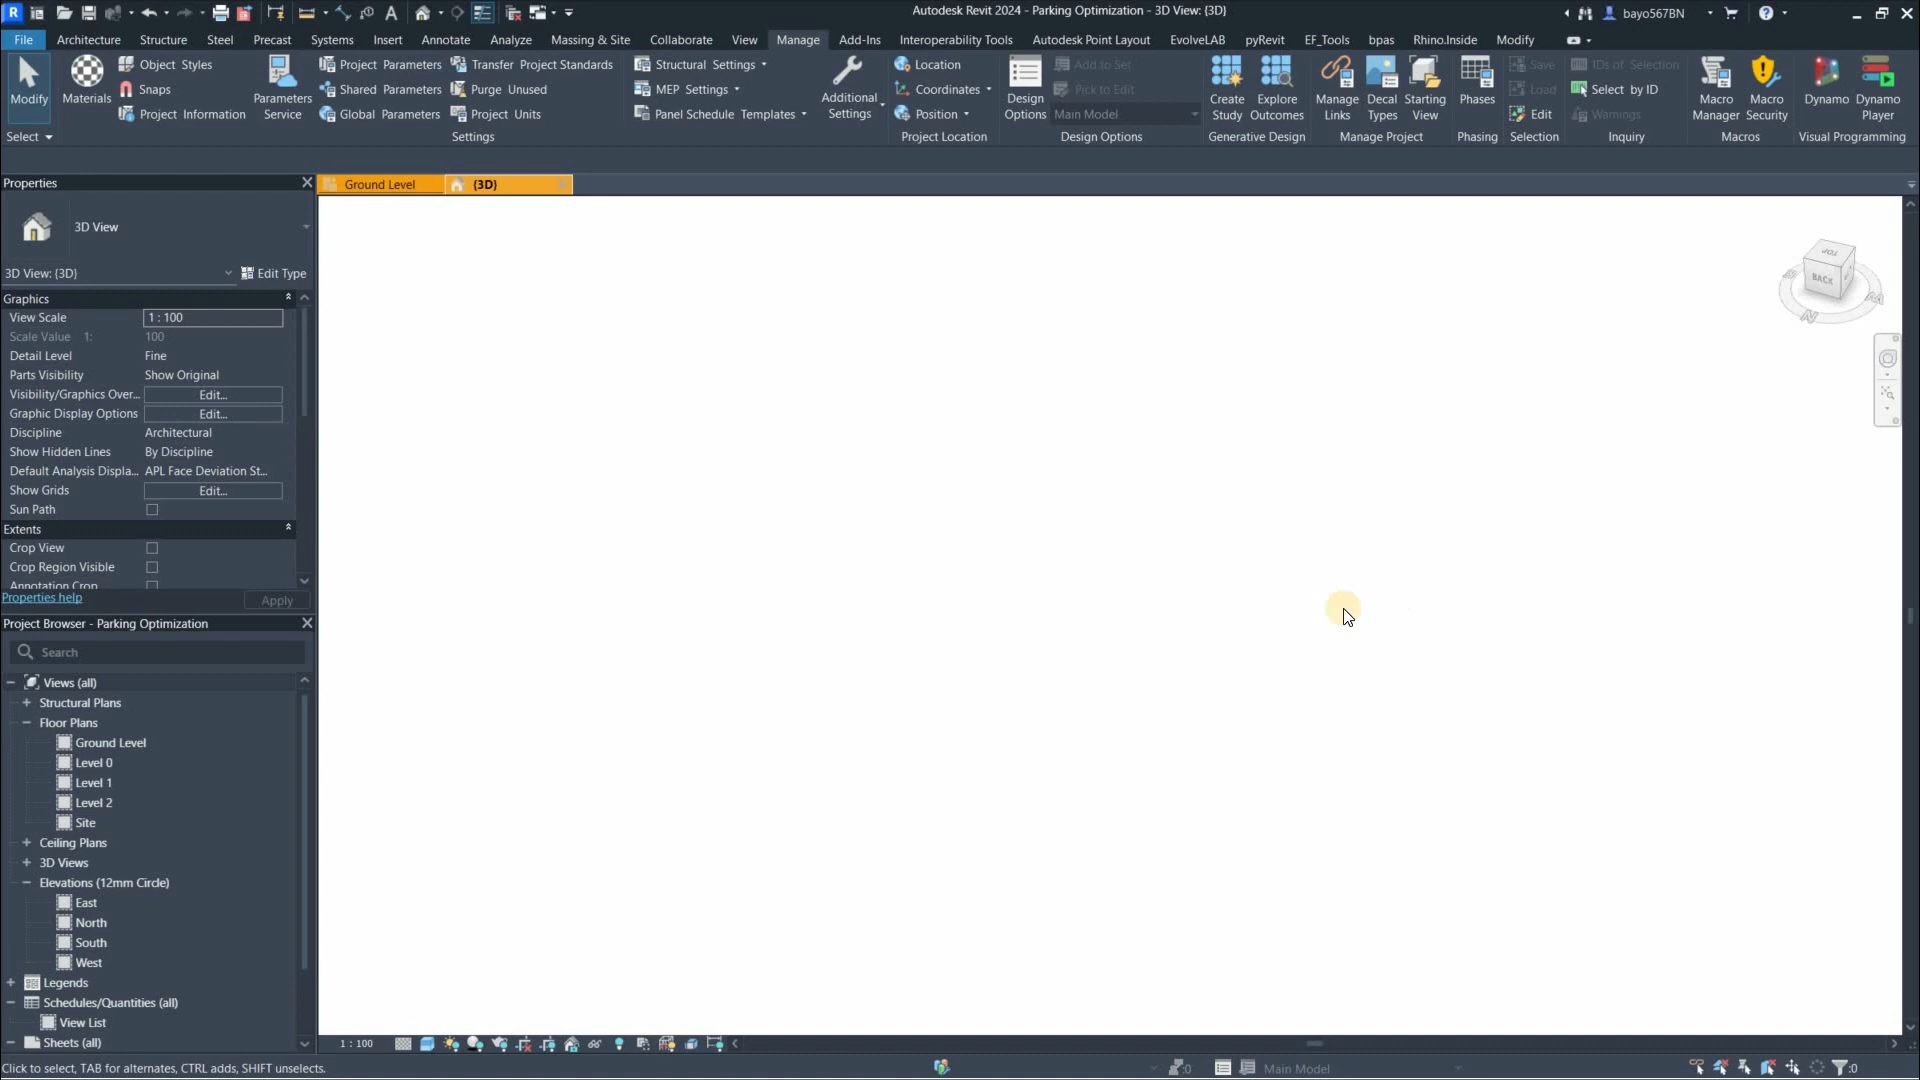 Autodesk Revit 2024 - Parking Optimization - 3D View: {3D}
bayo567BN
File Architecture Structure Steel Precast Systems Insert Annotate Analyze Massing & Site Collaborate View Manage Add-Ins Interoperability Tools Autodesk Point Layout EvolveLAB pyRevit EF_Tools bpas Rhino.Inside Modify
Modify
Select
Materials
Object Styles
Snaps
Project Information
Parameters
Service
Project Parameters
Shared Parameters
Global Parameters
Transfer Project Standards
Purge Unused
Project Units
Settings
Structural Settings
MEP Settings
Panel Schedule Templates
Additional
Settings
Location
Coordinates
Position
Project Location
Design
Options
Add to Set
Pick to Edit
Main Model
Design Options
Create
Study
Explore
Outcomes
Generative Design
Manage
Links
Decal
Types
Starting
View
Manage Project
Phases
Phasing
Save
Load
Edit
Selection
IDs of Selection
Select by ID
Warnings
Inquiry
Macro
Manager
Macro
Security
Macros
Dynamo
Dynamo
Player
Visual Programming
Properties
3D View
3D View: {3D}
Edit Type
Graphics
View Scale 1 : 100
Scale Value 1: 100
Detail Level Fine
Parts Visibility Show Original
Visibility/Graphics Over... Edit...
Graphic Display Options Edit...
Discipline Architectural
Show Hidden Lines By Discipline
Default Analysis Displa... APL Face Deviation St...
Show Grids Edit...
Sun Path
Extents
Crop View
Crop Region Visible
Annotation Crop
Properties help
Apply
Project Browser - Parking Optimization
Search
Views (all)
Structural Plans
Floor Plans
Ground Level
Level 0
Level 1
Level 2
Site
Ceiling Plans
3D Views
Elevations (12mm Circle)
East
North
South
West
Legends
Schedules/Quantities (all)
View List
Sheets (all)
Ground Level
{3D}
TOP
BACK
N
1 : 100
Click to select, TAB for alternates, CTRL adds, SHIFT unselects.
:0
Main Model
:0